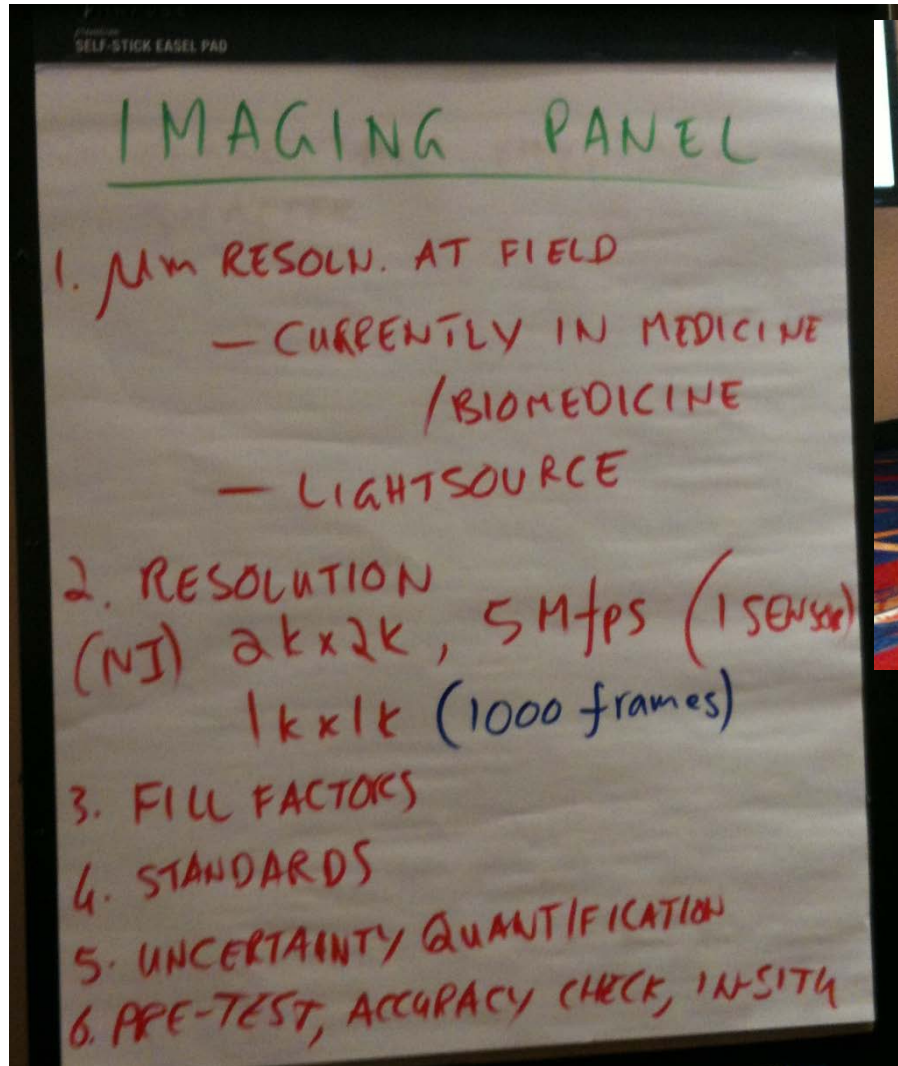 SELF-STICK EASEL PAD
IMAGING PANEL
1. μm RESOLN. AT FIELD
— CURRENTLY IN MEDICINE
/BIOMEDICINE
— LIGHTSOURCE
2. RESOLUTION
(NI) 2k x 2k, 5 Mfps (1 SENSOR)
1k x 1k (1000 frames)
3. FILL FACTORS
4. STANDARDS
5. UNCERTAINTY QUANTIFICATION
6. PRE-TEST, ACCURACY CHECK, IN-SITU